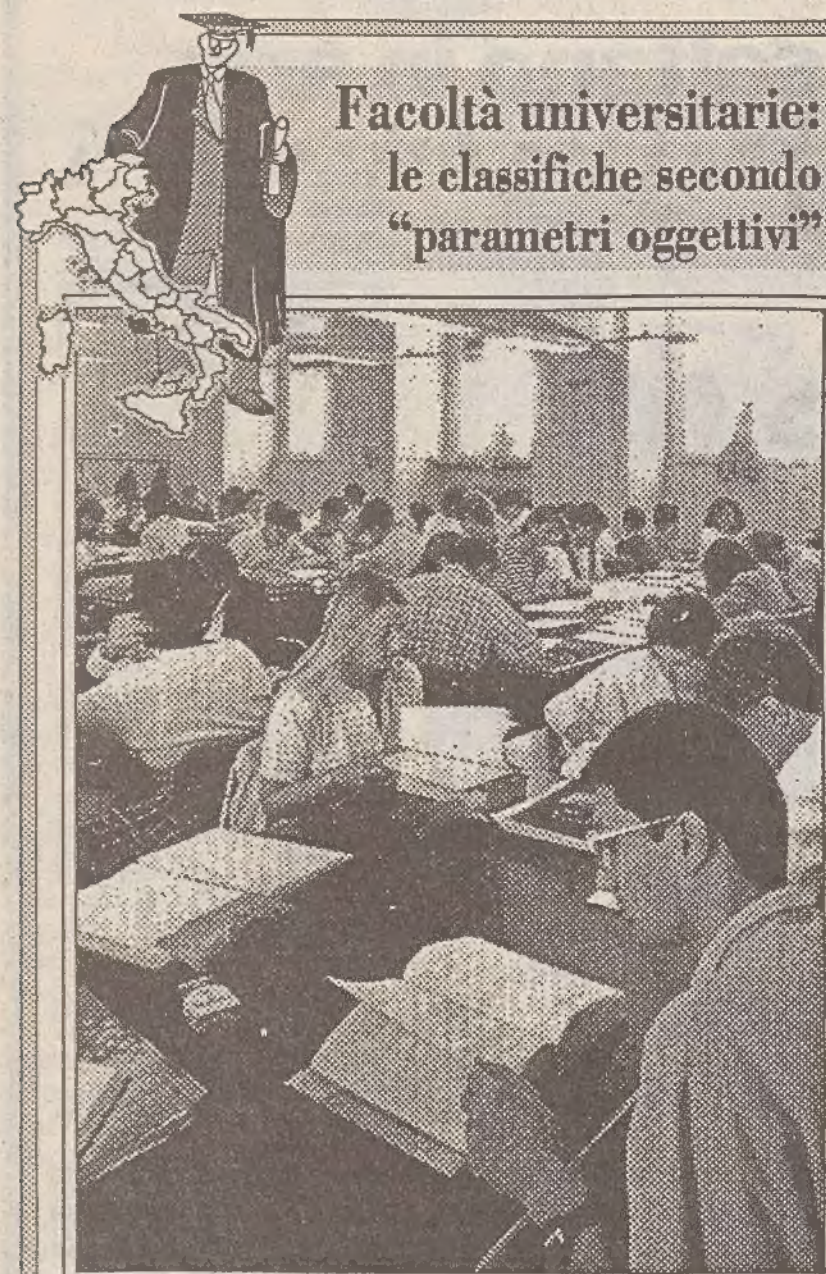 Facoltà universitarie:
le classifiche secondo
“parametri oggettivi”